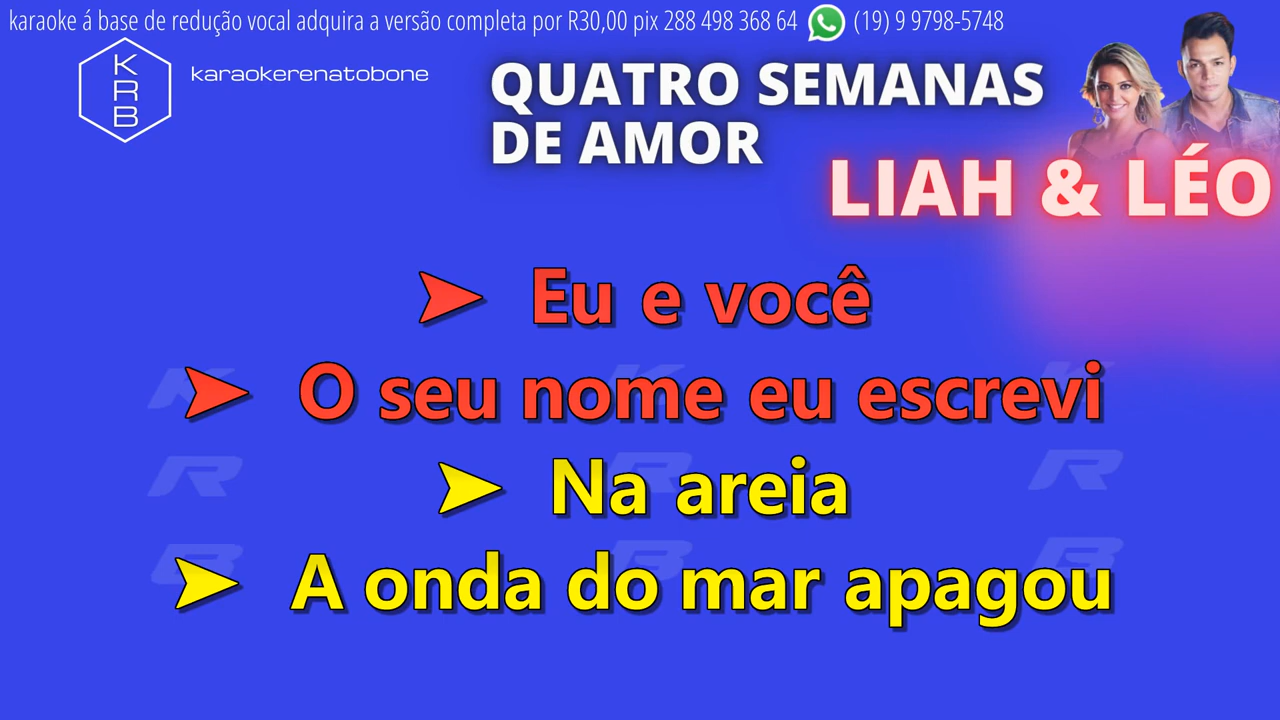 karaoke á base de redução vocal adquira a versão completa por R30,00 pix 288 498 368 64 (19) 9 9798-5748
KRB
karaokerenatobone
QUATRO SEMANAS
DE AMOR
LIAH & LÉO
➤ Eu e você
➤ O seu nome eu escrevi
➤ Na areia
➤ A onda do mar apagou
K K K
R R R
B B B